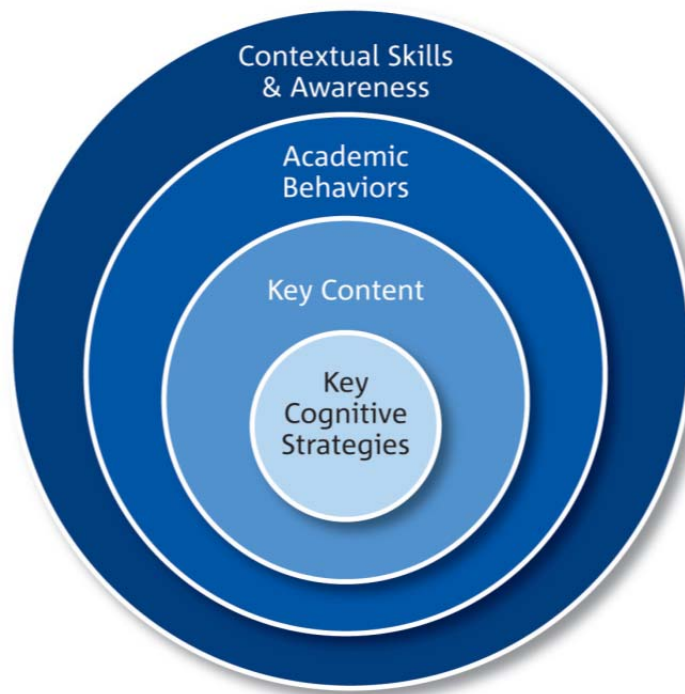 Contextual Skills
& Awareness
Academic
Behaviors
Key Content
Key
Cognitive
Strategies